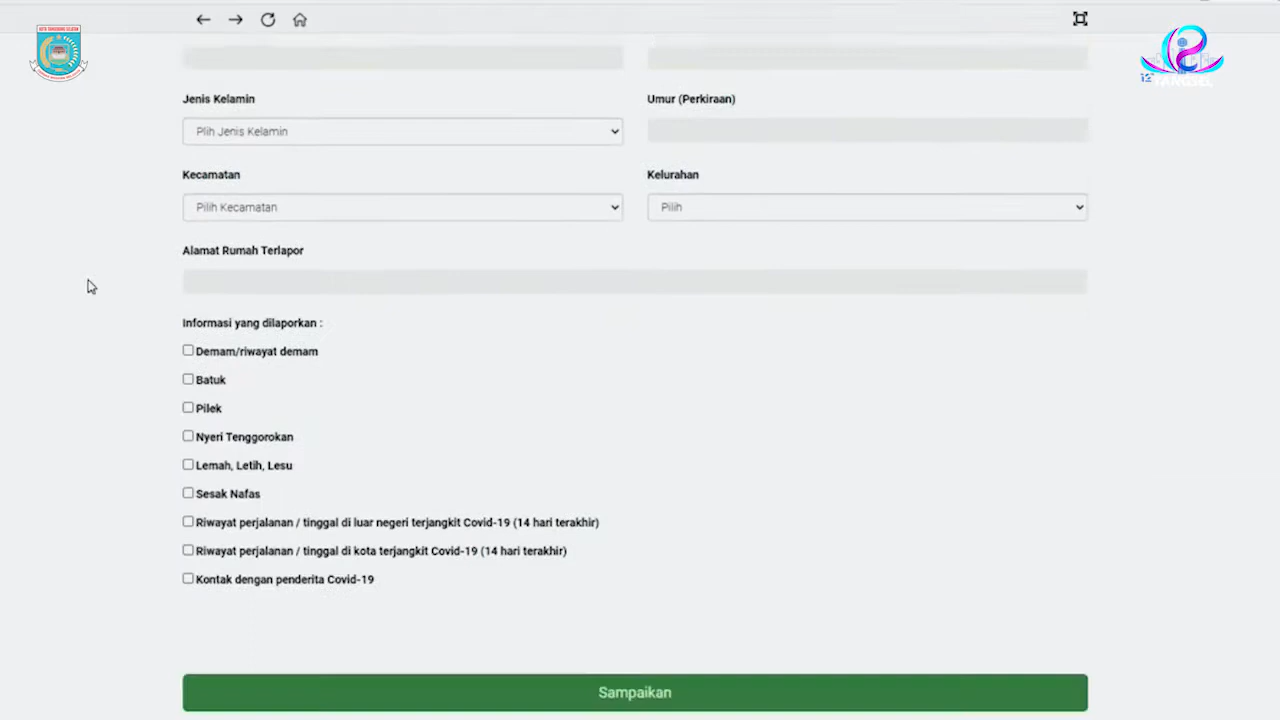 Jenis Kelamin
Umur (Perkiraan)
Plih Jenis Kelamin
Kecamatan
Kelurahan
Pilih Kecamatan
Pilih
Alamat Rumah Terlapor
Informasi yang dilaporkan :
Demam/riwayat demam
Batuk
Pilek
Nyeri Tenggorokan
Lemah, Letih, Lesu
Sesak Nafas
Riwayat perjalanan / tinggal di luar negeri terjangkit Covid-19 (14 hari terakhir)
Riwayat perjalanan / tinggal di kota terjangkit Covid-19 (14 hari terakhir)
Kontak dengan penderita Covid-19
Sampaikan